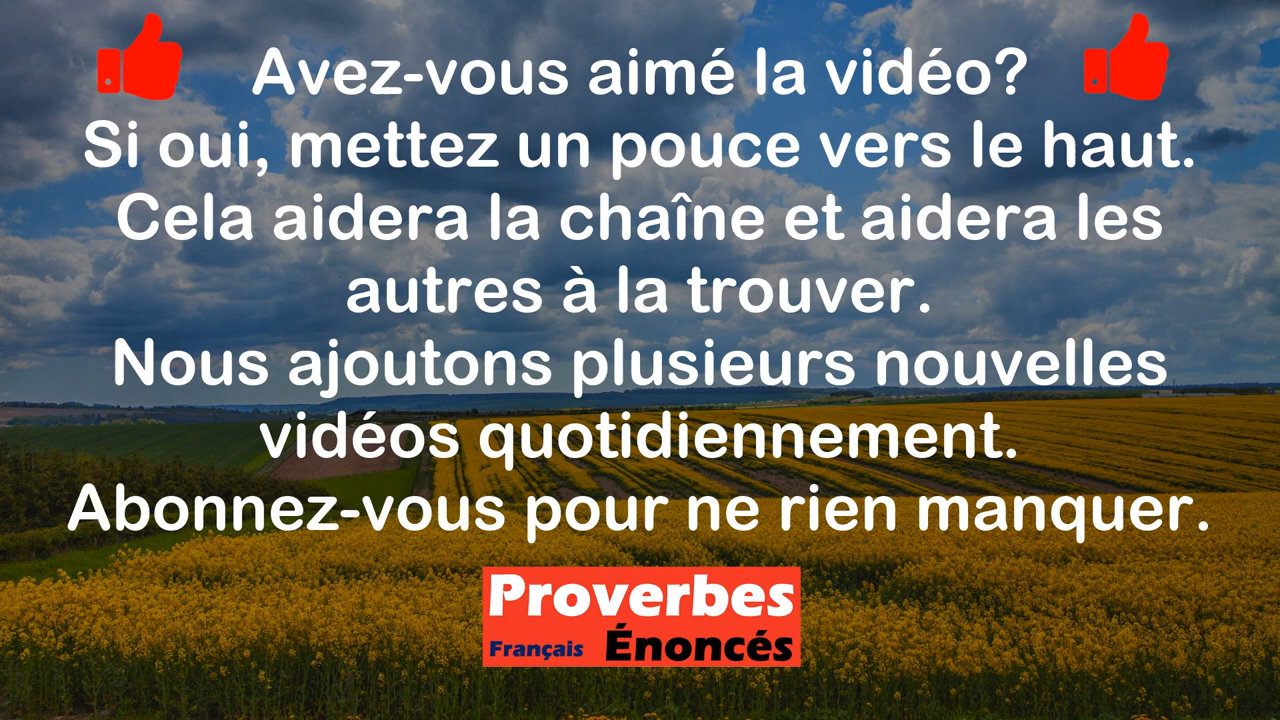 Avez-vous aimé la vidéo?
Si oui, mettez un pouce vers le haut.
Cela aidera la chaîne et aidera les
autres à la trouver.
Nous ajoutons plusieurs nouvelles
vidéos quotidiennement.
Abonnez-vous pour ne rien manquer.
Proverbes
Français Énoncés